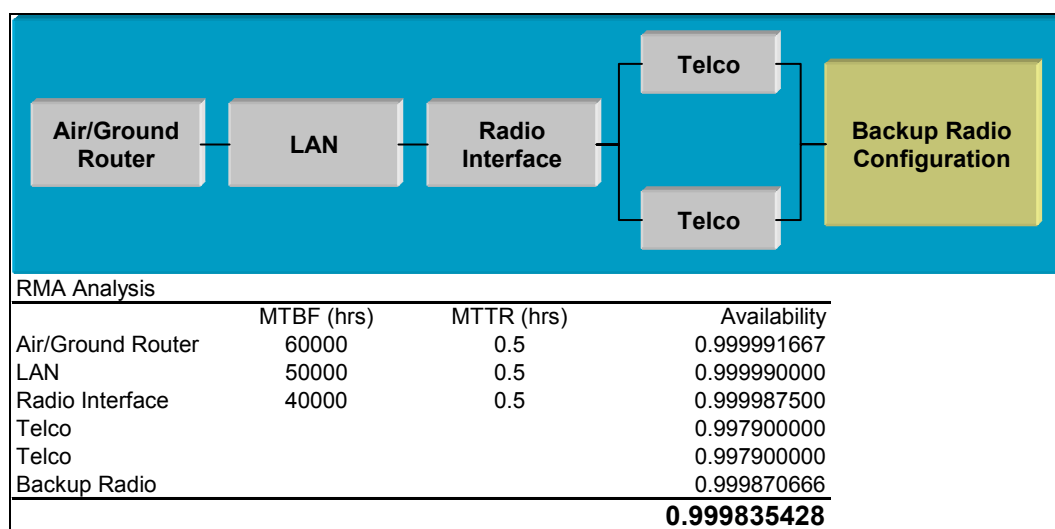 Telco
Air/Ground
Router
LAN
Radio
Interface
Backup Radio
Configuration
Telco
RMA Analysis
MTBF (hrs) MTTR (hrs) Availability
Air/Ground Router 60000 0.5 0.999991667
LAN 50000 0.5 0.999990000
Radio Interface 40000 0.5 0.999987500
Telco 0.997900000
Telco 0.997900000
Backup Radio 0.999870666
0.999835428